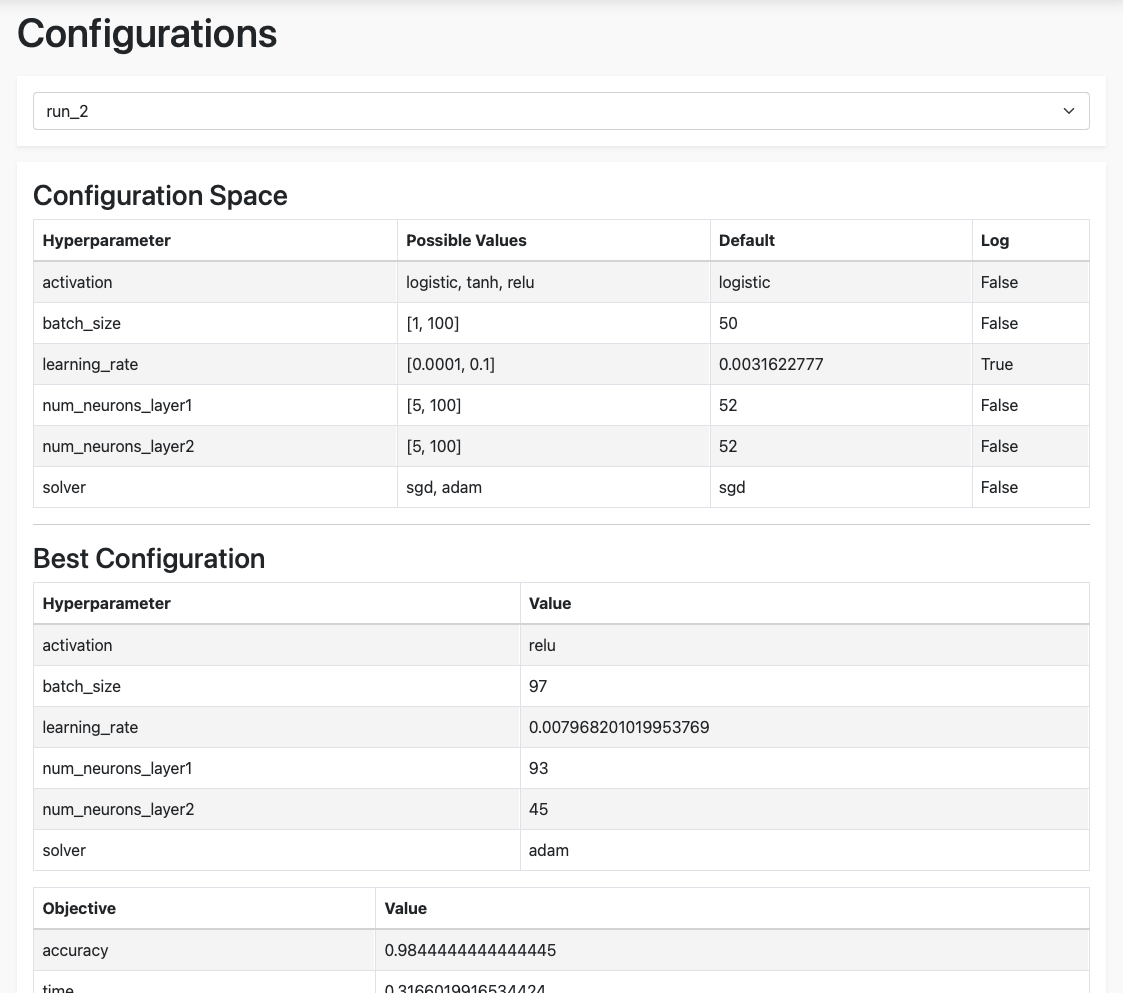 Configurations
run_2
Configuration Space
Hyperparameter Possible Values Default Log
activation logistic, tanh, relu logistic False
batch_size [1, 100] 50 False
learning_rate [0.0001, 0.1] 0.0031622777 True
num_neurons_layer1 [5, 100] 52 False
num_neurons_layer2 [5, 100] 52 False
solver sgd, adam sgd False
Best Configuration
Hyperparameter Value
activation relu
batch_size 97
learning_rate 0.007968201019953769
num_neurons_layer1 93
num_neurons_layer2 45
solver adam
Objective Value
accuracy 0.9844444444444445
time 0.3166019916534424